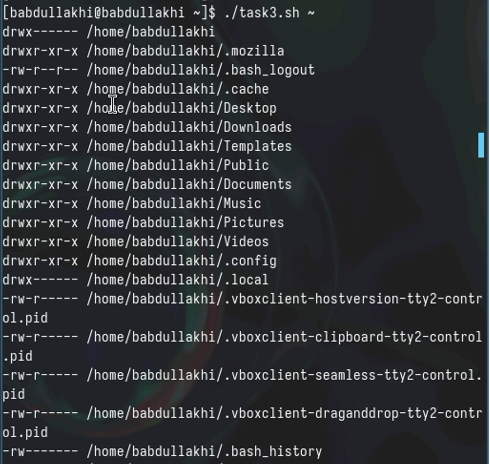 [babdullakhi@babdullakhi ~]$ ./task3.sh ~
drwx------ /home/babdullakhi
drwxr-xr-x /home/babdullakhi/.mozilla
-rw-r--r-- /home/babdullakhi/.bash_logout
drwxr-xr-x /home/babdullakhi/.cache
drwxr-xr-x /home/babdullakhi/Desktop
drwxr-xr-x /home/babdullakhi/Downloads
drwxr-xr-x /home/babdullakhi/Templates
drwxr-xr-x /home/babdullakhi/Public
drwxr-xr-x /home/babdullakhi/Documents
drwxr-xr-x /home/babdullakhi/Music
drwxr-xr-x /home/babdullakhi/Pictures
drwxr-xr-x /home/babdullakhi/Videos
drwxr-xr-x /home/babdullakhi/.config
drwx------ /home/babdullakhi/.local
-rw-r----- /home/babdullakhi/.vboxclient-hostversion-tty2-contr
ol.pid
-rw-r----- /home/babdullakhi/.vboxclient-clipboard-tty2-control
.pid
-rw-r----- /home/babdullakhi/.vboxclient-seamless-tty2-control.
pid
-rw-r----- /home/babdullakhi/.vboxclient-draganddrop-tty2-contr
ol.pid
-rw------- /home/babdullakhi/.bash_history